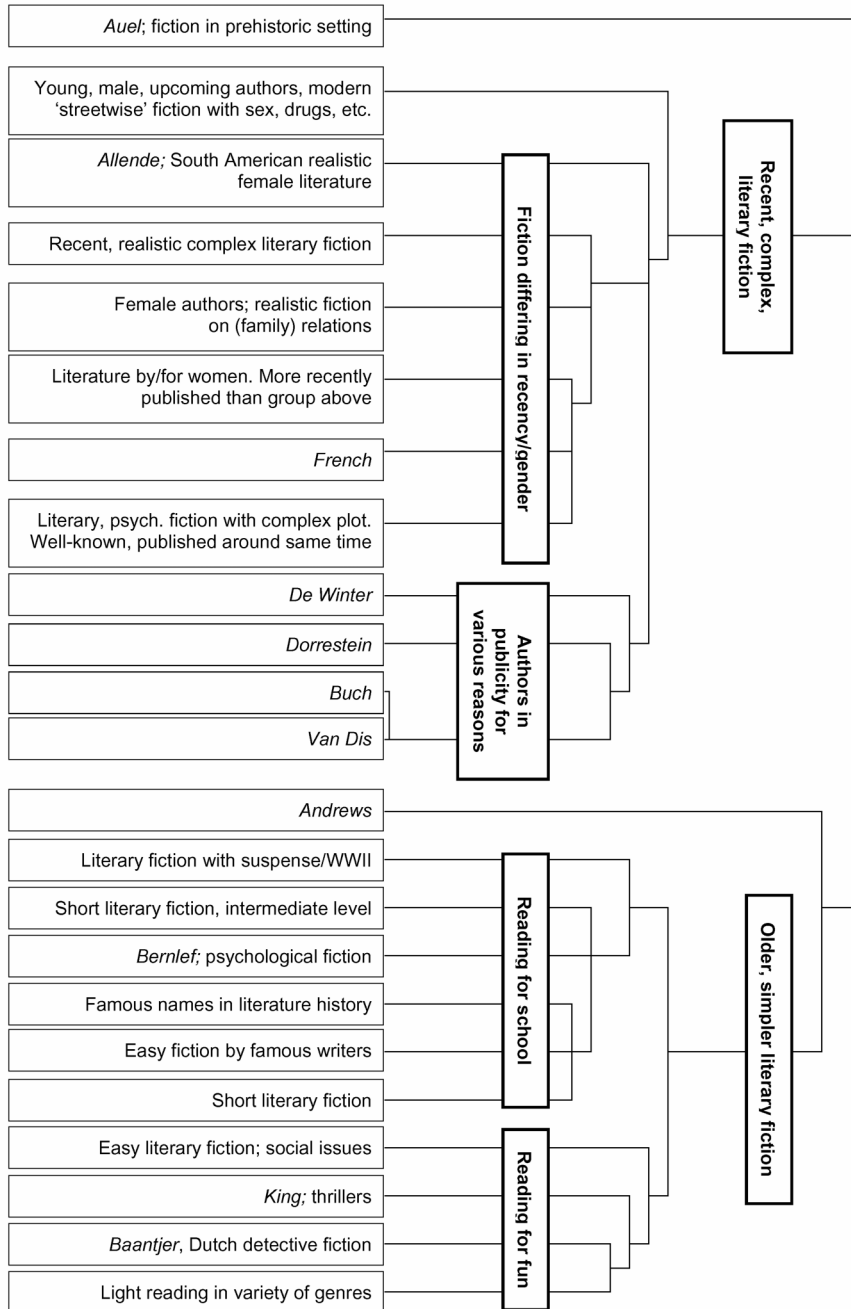 Auel; fiction in prehistoric setting
Young, male, upcoming authors, modern
‘streetwise’ fiction with sex, drugs, etc.
Allende; South American realistic
female literature
Recent, realistic complex literary fiction
Female authors; realistic fiction
on (family) relations
Literature by/for women. More recently
published than group above
French
Literary, psych. fiction with complex plot.
Well-known, published around same time
De Winter
Dorrestein
Buch
Van Dis
Andrews
Literary fiction with suspense/WWII
Short literary fiction, intermediate level
Bernlef; psychological fiction
Famous names in literature history
Easy fiction by famous writers
Short literary fiction
Easy literary fiction; social issues
King; thrillers
Baantjer, Dutch detective fiction
Light reading in variety of genres
Fiction differing in recency/gender
Authors in
publicity for
various reasons
Reading for school
Reading for fun
Recent, complex,
literary fiction
Older, simpler literary fiction